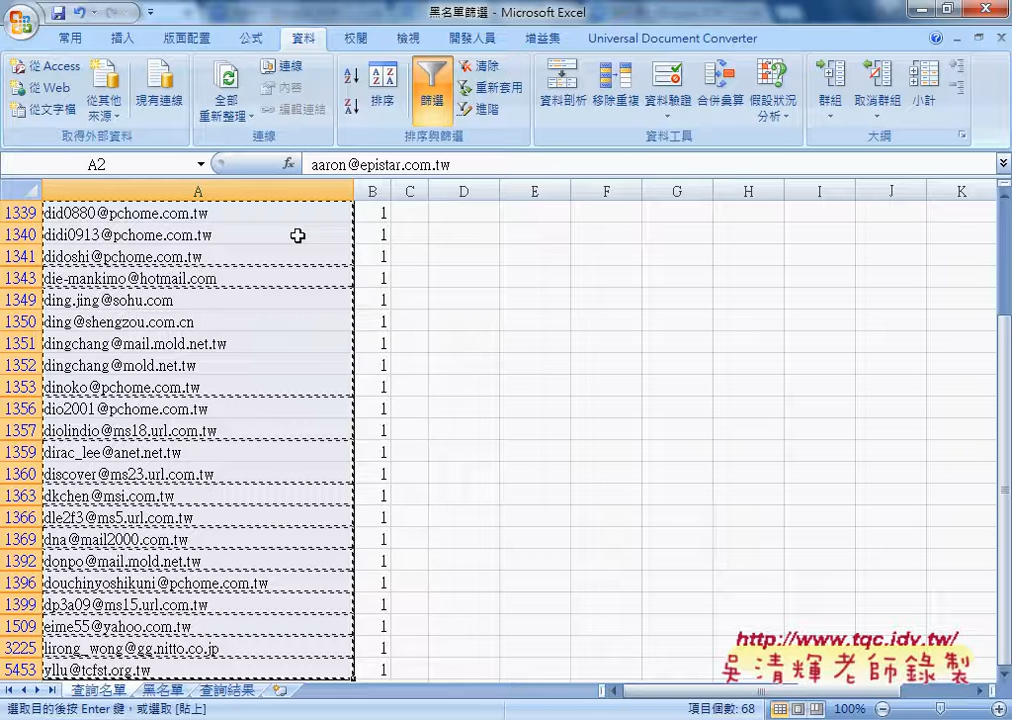 黑名單篩選 - Microsoft Excel
常用 插入 版面配置 公式 資料 校閱 檢視 開發人員 增益集 Universal Document Converter
從 Access
從 Web
從文字檔
從其他來源
現有連線
取得外部資料
全部重新整理
連線
內容
編輯連結
連線
排序
篩選
清除
重新套用
進階
排序與篩選
資料剖析 移除重複 資料驗證 合併彙算 假設狀況分析
資料工具
群組 取消群組 小計
大綱
A2 fx aaron@epistar.com.tw
A B C D E F G H I J K
1339 did0880@pchome.com.tw 1
1340 didi0913@pchome.com.tw 1
1341 didoshi@pchome.com.tw 1
1343 die-mankimo@hotmail.com 1
1349 ding.jing@sohu.com 1
1350 ding@shengzou.com.cn 1
1351 dingchang@mail.mold.net.tw 1
1352 dingchang@mold.net.tw 1
1353 dinoko@pchome.com.tw 1
1356 dio2001@pchome.com.tw 1
1357 diolindio@ms18.url.com.tw 1
1359 dirac_lee@anet.net.tw 1
1360 discover@ms23.url.com.tw 1
1363 dkchen@msi.com.tw 1
1366 dle2f3@ms5.url.com.tw 1
1369 dna@mail2000.com.tw 1
1392 donpo@mail.mold.net.tw 1
1396 douchinyoshikuni@pchome.com.tw 1
1399 dp3a09@ms15.url.com.tw 1
1509 eime55@yahoo.com.tw 1
3225 lirong_wong@gg.nitto.co.jp 1
5453 yllu@tcfst.org.tw 1
http://www.tqc.idv.tw/
吳清輝老師錄製
查詢名單 黑名單 查詢結果
選取目的後按 Enter 鍵，或選取 [貼上] 項目個數: 68 100%